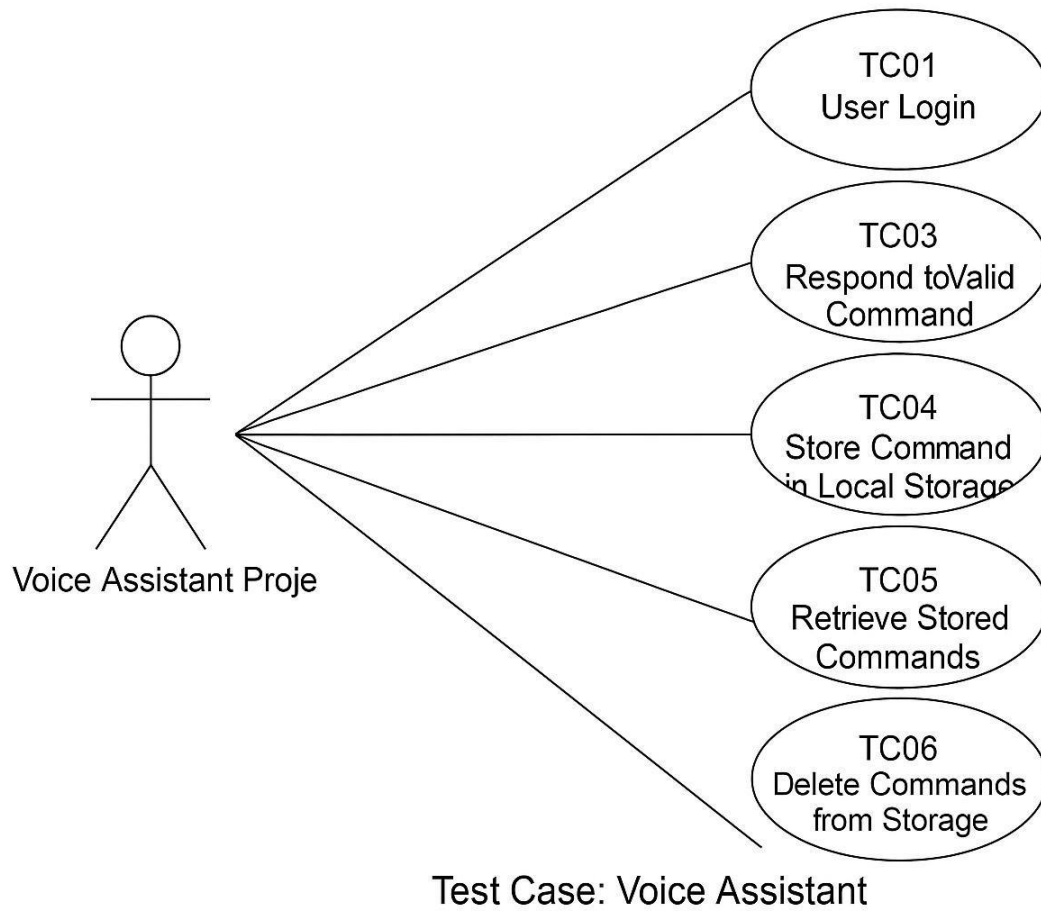 TC01
User Login
TC03
Respond toValid
Command
TC04
Store Command
in Local Storage
Voice Assistant Proje
TC05
Retrieve Stored
Commands
TC06
Delete Commands
from Storage
Test Case: Voice Assistant